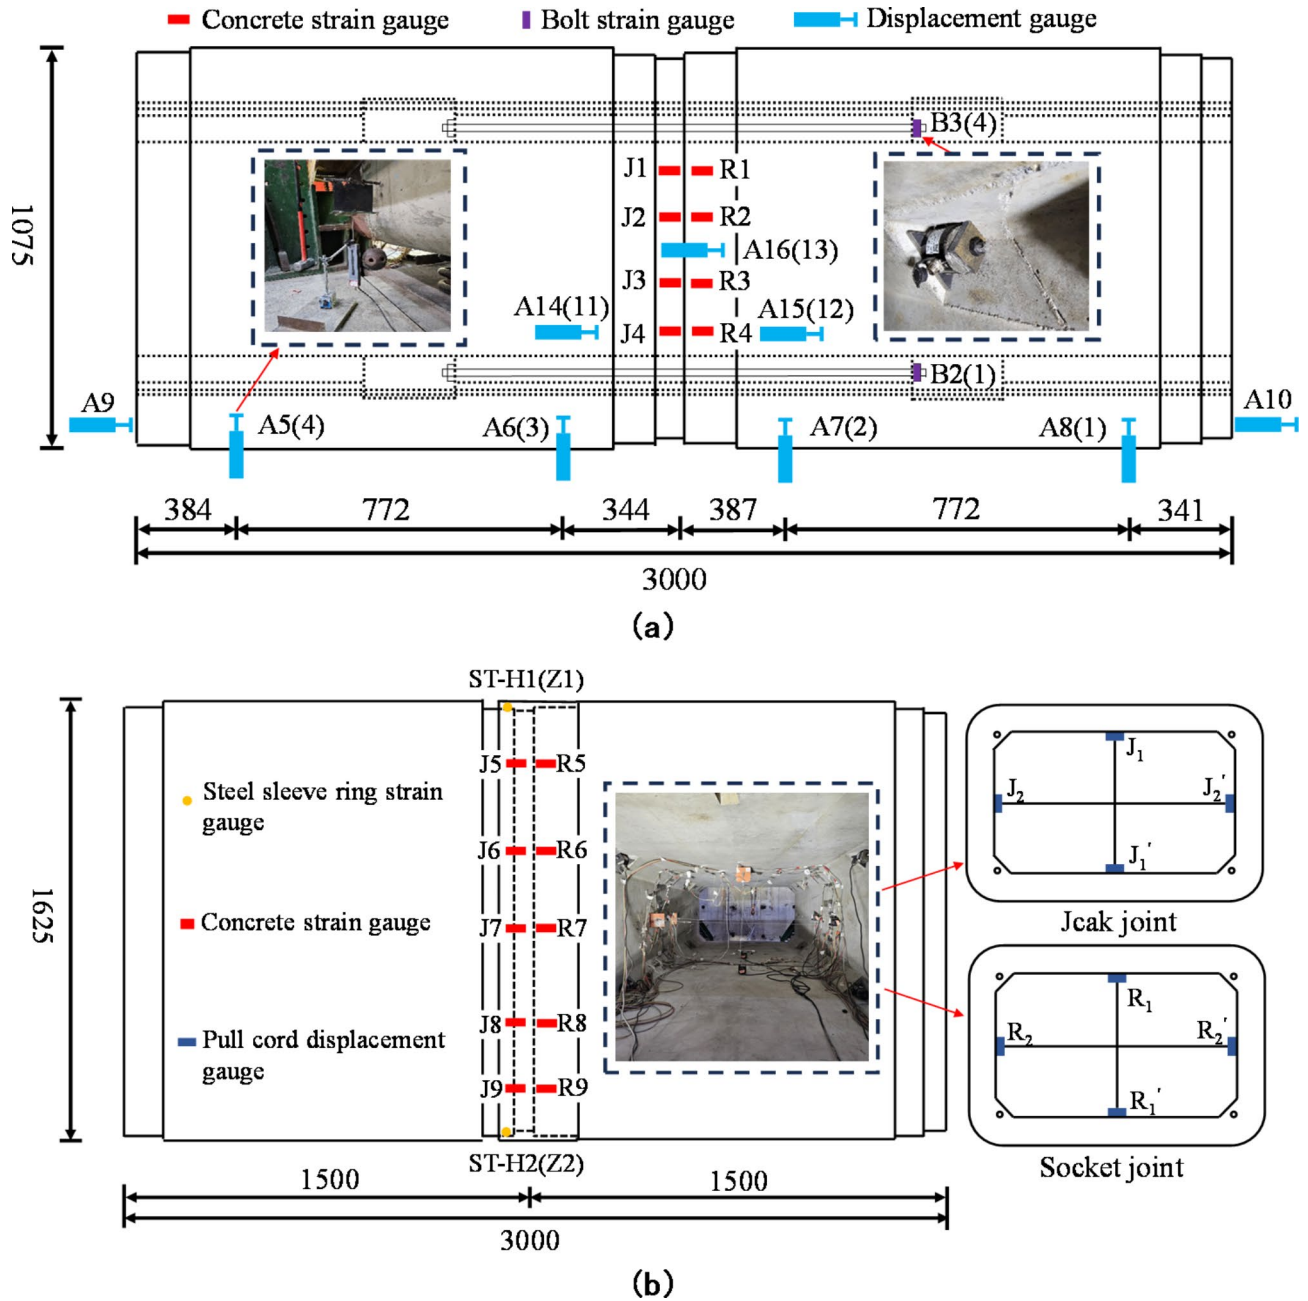 Concrete strain gauge
Bolt strain gauge
Displacement gauge
1075
B3(4)
J1
R1
J2
R2
A16(13)
J3
R3
A14(11)
A15(12)
J4
R4
B2(1)
A9
A5(4)
A6(3)
A7(2)
A8(1)
A10
384
772
344
387
772
341
3000
(a)
ST-H1(Z1)
1625
Steel sleeve ring strain
gauge
Concrete strain gauge
Pull cord displacement
gauge
J5
R5
J6
R6
J7
R7
J8
R8
J9
R9
ST-H2(Z2)
J₁
J₂
J₂'
J₁'
Jcak joint
R₁
R₂
R₂'
R₁'
Socket joint
1500
1500
3000
(b)